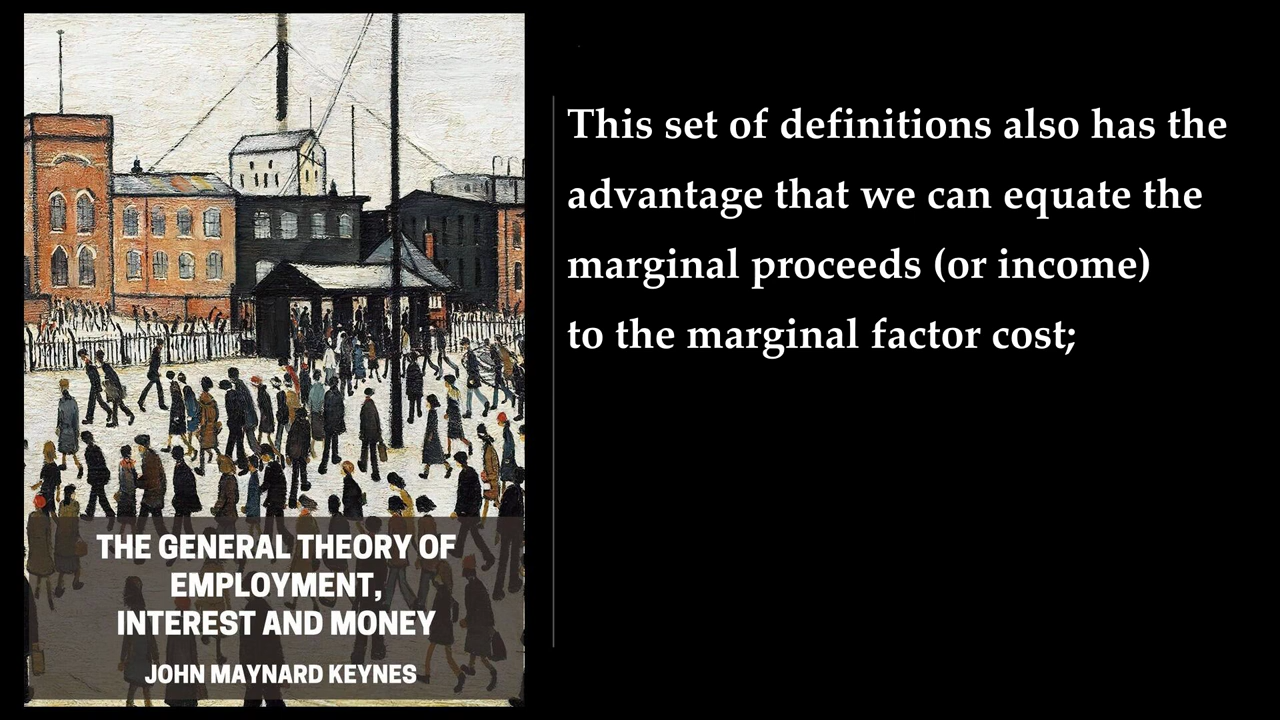 THE GENERAL THEORY OF
EMPLOYMENT,
INTEREST AND MONEY
JOHN MAYNARD KEYNES
This set of definitions also has the
advantage that we can equate the
marginal proceeds (or income)
to the marginal factor cost;